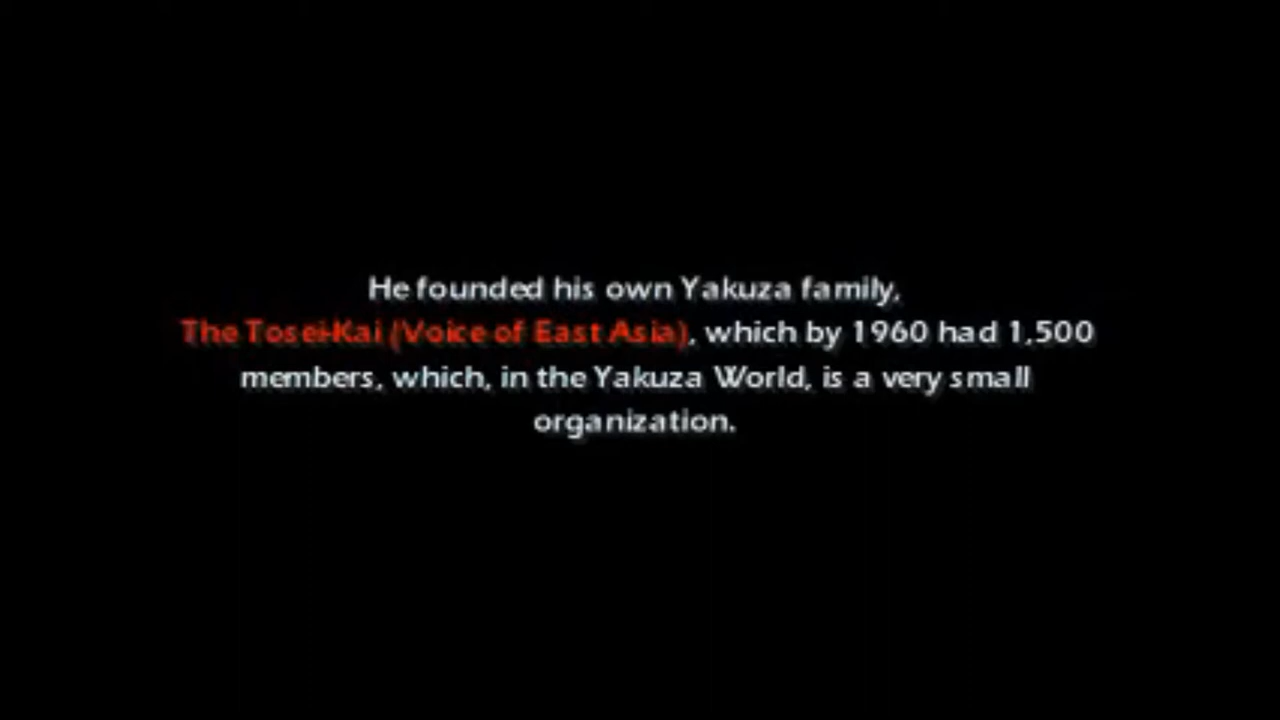 He founded his own Yakuza family,
The Tosei-Kai (Voice of East Asia), which by 1960 had 1,500
members, which, in the Yakuza World, is a very small
organization.